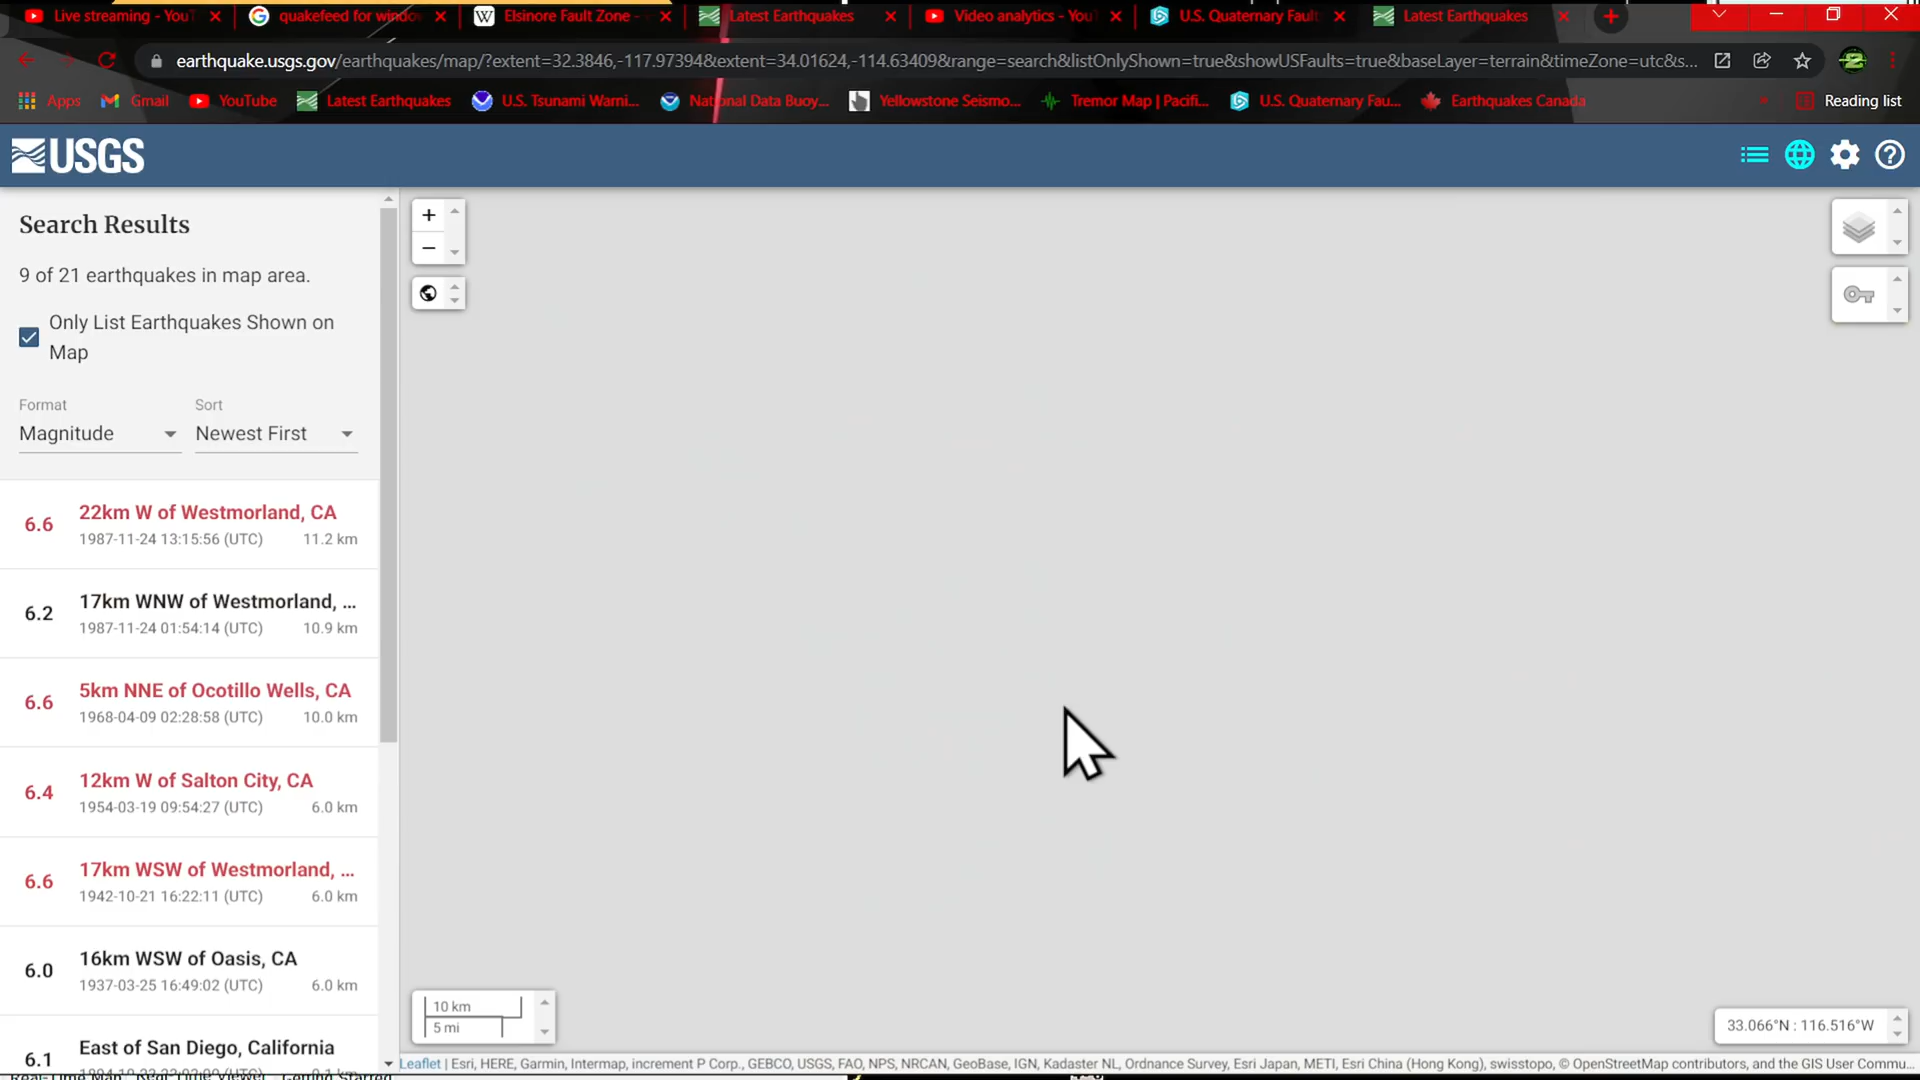 Live streaming - YouT
quakefeed for window
Elsinore Fault Zone -
Latest Earthquakes
Video analytics - YouT
U.S. Quaternary Fault
Latest Earthquakes
earthquake.usgs.gov/earthquakes/map/?extent=32.3846,-117.97394&extent=34.01624,-114.63409&range=search&listOnlyShown=true&showUSFaults=true&baseLayer=terrain&timeZone=utc&s...
Apps
Gmail
YouTube
Latest Earthquakes
U.S. Tsunami Warni...
National Data Buoy...
Yellowstone Seismo...
Tremor Map | Pacifi...
U.S. Quaternary Fau...
Earthquakes Canada
Reading list
USGS
Search Results
9 of 21 earthquakes in map area.
Only List Earthquakes Shown on
Map
Format
Sort
Magnitude
Newest First
6.6
22km W of Westmorland, CA
1987-11-24 13:15:56 (UTC)
11.2 km
6.2
17km WNW of Westmorland, ...
1987-11-24 01:54:14 (UTC)
10.9 km
6.6
5km NNE of Ocotillo Wells, CA
1968-04-09 02:28:58 (UTC)
10.0 km
6.4
12km W of Salton City, CA
1954-03-19 09:54:27 (UTC)
6.0 km
6.6
17km WSW of Westmorland, ...
1942-10-21 16:22:11 (UTC)
6.0 km
6.0
16km WSW of Oasis, CA
1937-03-25 16:49:02 (UTC)
6.0 km
6.1
East of San Diego, California
10 km
5 mi
33.066°N : 116.516°W
Leaflet | Esri, HERE, Garmin, Intermap, increment P Corp., GEBCO, USGS, FAO, NPS, NRCAN, GeoBase, IGN, Kadaster NL, Ordnance Survey, Esri Japan, METI, Esri China (Hong Kong), swisstopo, © OpenStreetMap contributors, and the GIS User Commu...